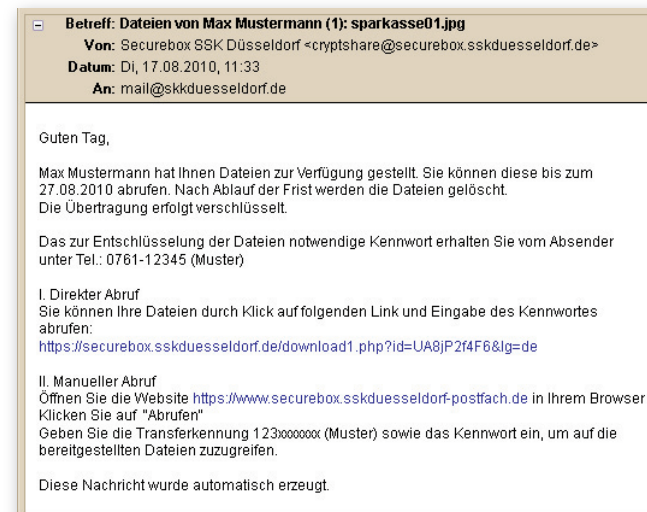 Betreff: Dateien von Max Mustermann (1): sparkasse01.jpg
Von: Securebox SSK Düsseldorf <cryptshare@securebox.sskduesseldorf.de>
Datum: Di, 17.08.2010, 11:33
An: mail@skkduesseldorf.de
Guten Tag,
Max Mustermann hat Ihnen Dateien zur Verfügung gestellt. Sie können diese bis zum
27.08.2010 abrufen. Nach Ablauf der Frist werden die Dateien gelöscht.
Die Übertragung erfolgt verschlüsselt.
Das zur Entschlüsselung der Dateien notwendige Kennwort erhalten Sie vom Absender
unter Tel.: 0761-12345 (Muster)
I. Direkter Abruf
Sie können Ihre Dateien durch Klick auf folgenden Link und Eingabe des Kennwortes
abrufen:
https://securebox.sskduesseldorf.de/download1.php?id=UA8jP2f4F6&lg=de
II. Manueller Abruf
Öffnen Sie die Website https://www.securebox.sskduesseldorf-postfach.de in Ihrem Browser
Klicken Sie auf "Abrufen"
Geben Sie die Transferkennung 123xxxxxxx (Muster) sowie das Kennwort ein, um auf die
bereitgestellten Dateien zuzugreifen.
Diese Nachricht wurde automatisch erzeugt.